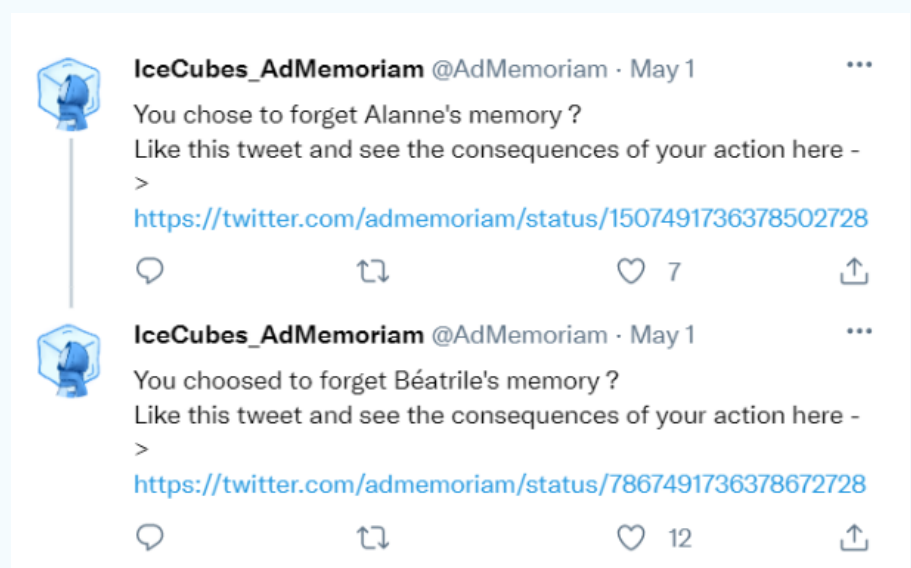 IceCubes_AdMemoriam @AdMemoriam · May 1
You chose to forget Alanne's memory ?
Like this tweet and see the consequences of your action here -
>
https://twitter.com/admemoriam/status/1507491736378502728
7
IceCubes_AdMemoriam @AdMemoriam · May 1
You choosed to forget Béatrile's memory ?
Like this tweet and see the consequences of your action here -
>
https://twitter.com/admemoriam/status/7867491736378672728
12